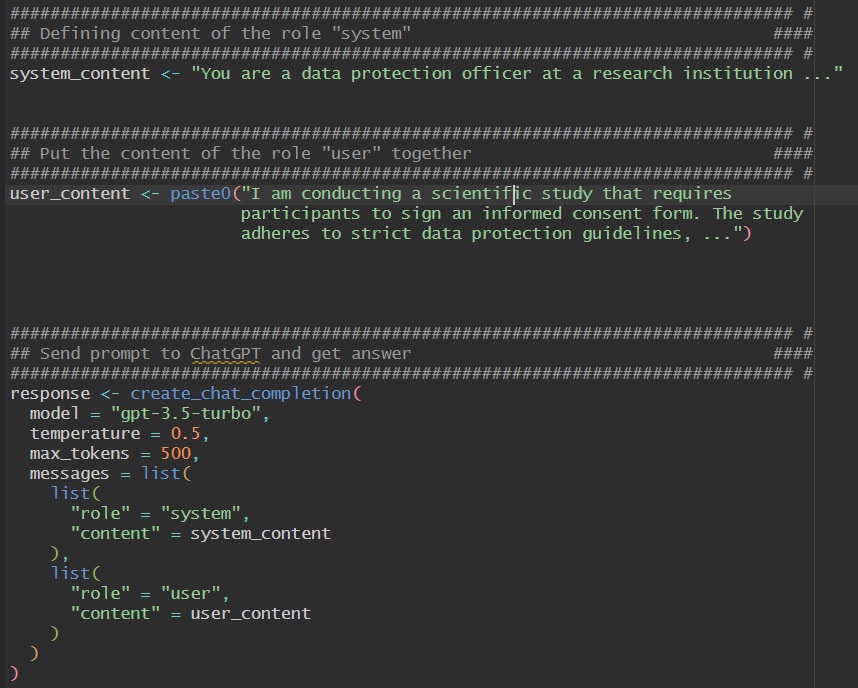 ############################################################################## #
## Defining content of the role "system" ####
############################################################################## #
system_content <- "You are a data protection officer at a research institution ..."
############################################################################## #
## Put the content of the role "user" together ####
############################################################################## #
user_content <- paste0("I am conducting a scientific study that requires
participants to sign an informed consent form. The study
adheres to strict data protection guidelines, ...")
############################################################################## #
## Send prompt to ChatGPT and get answer ####
############################################################################## #
response <- create_chat_completion(
model = "gpt-3.5-turbo",
temperature = 0.5,
max_tokens = 500,
messages = list(
list(
"role" = "system",
"content" = system_content
),
list(
"role" = "user",
"content" = user_content
)
)
)